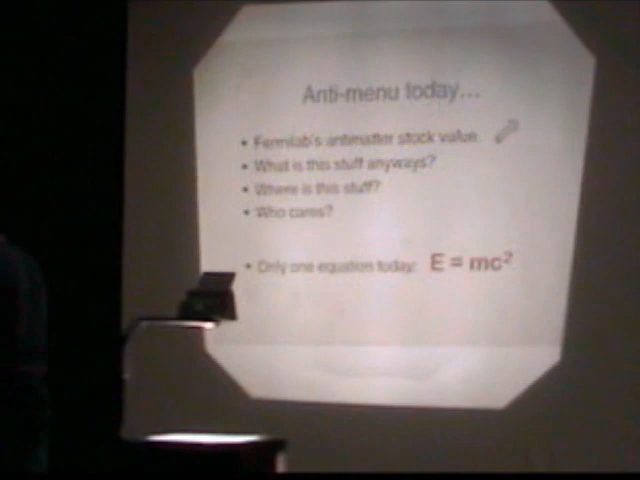 Anti-menu today...
• Fermilab's antimatter stock value.
• What is this stuff anyways?
• Where is this stuff?
• Who cares?
• Only one equation today: E = mc²